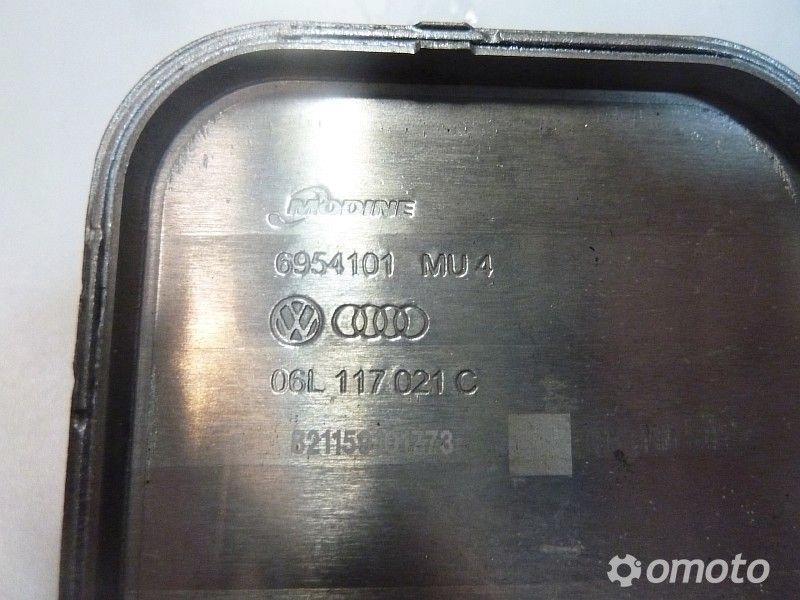 MODINE
6954101 MU 4
06L 117 021 C
omoto